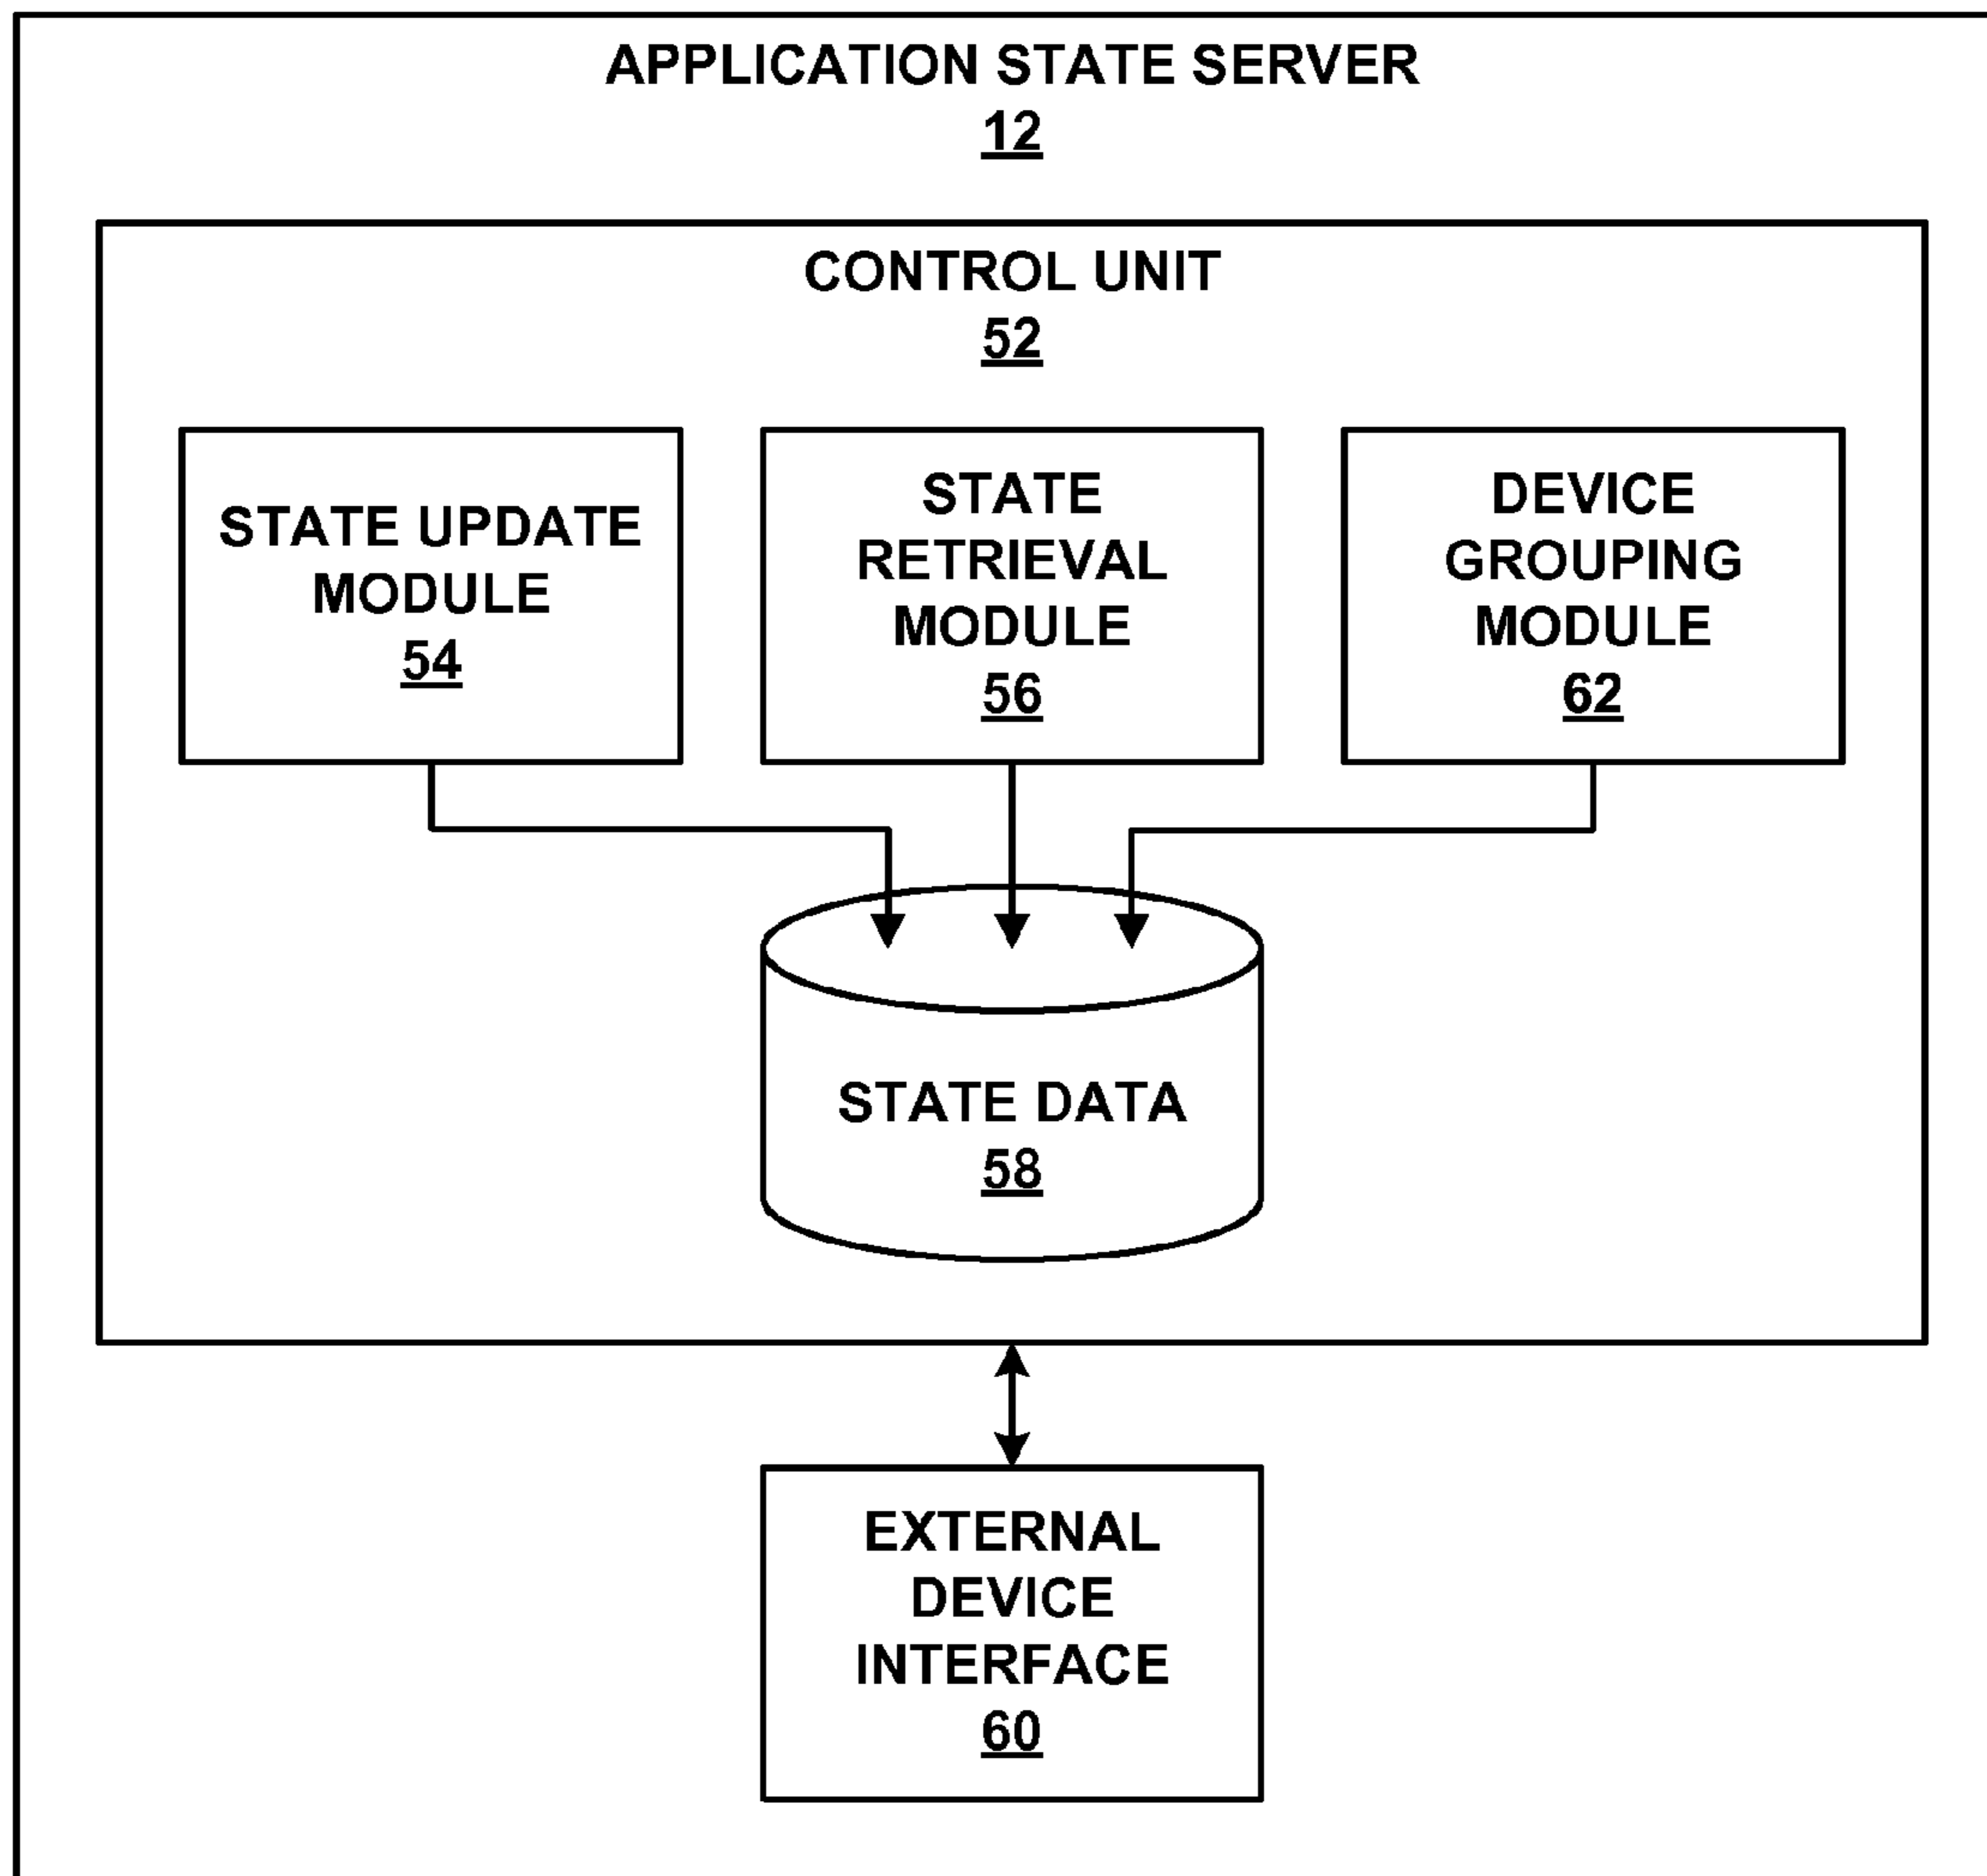 APPLICATION STATE SERVER
12
CONTROL UNIT
52
STATE UPDATE
MODULE
54
STATE
RETRIEVAL
MODULE
56
DEVICE
GROUPING
MODULE
62
STATE DATA
58
EXTERNAL
DEVICE
INTERFACE
60